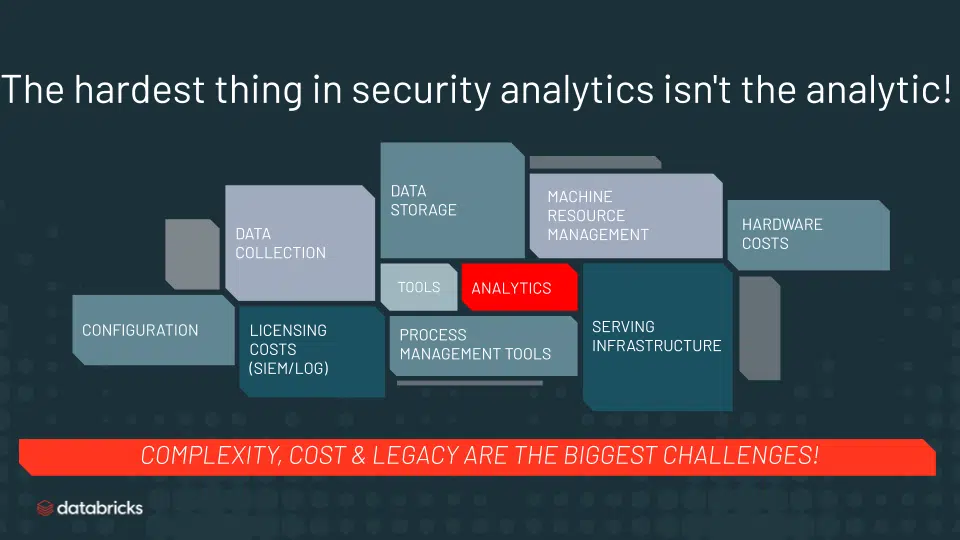 The hardest thing in security analytics isn't the analytic!
DATA
STORAGE
MACHINE
RESOURCE
MANAGEMENT
HARDWARE
COSTS
DATA
COLLECTION
TOOLS
ANALYTICS
CONFIGURATION
LICENSING
COSTS
(SIEM/LOG)
PROCESS
MANAGEMENT TOOLS
SERVING
INFRASTRUCTURE
COMPLEXITY, COST & LEGACY ARE THE BIGGEST CHALLENGES!
databricks